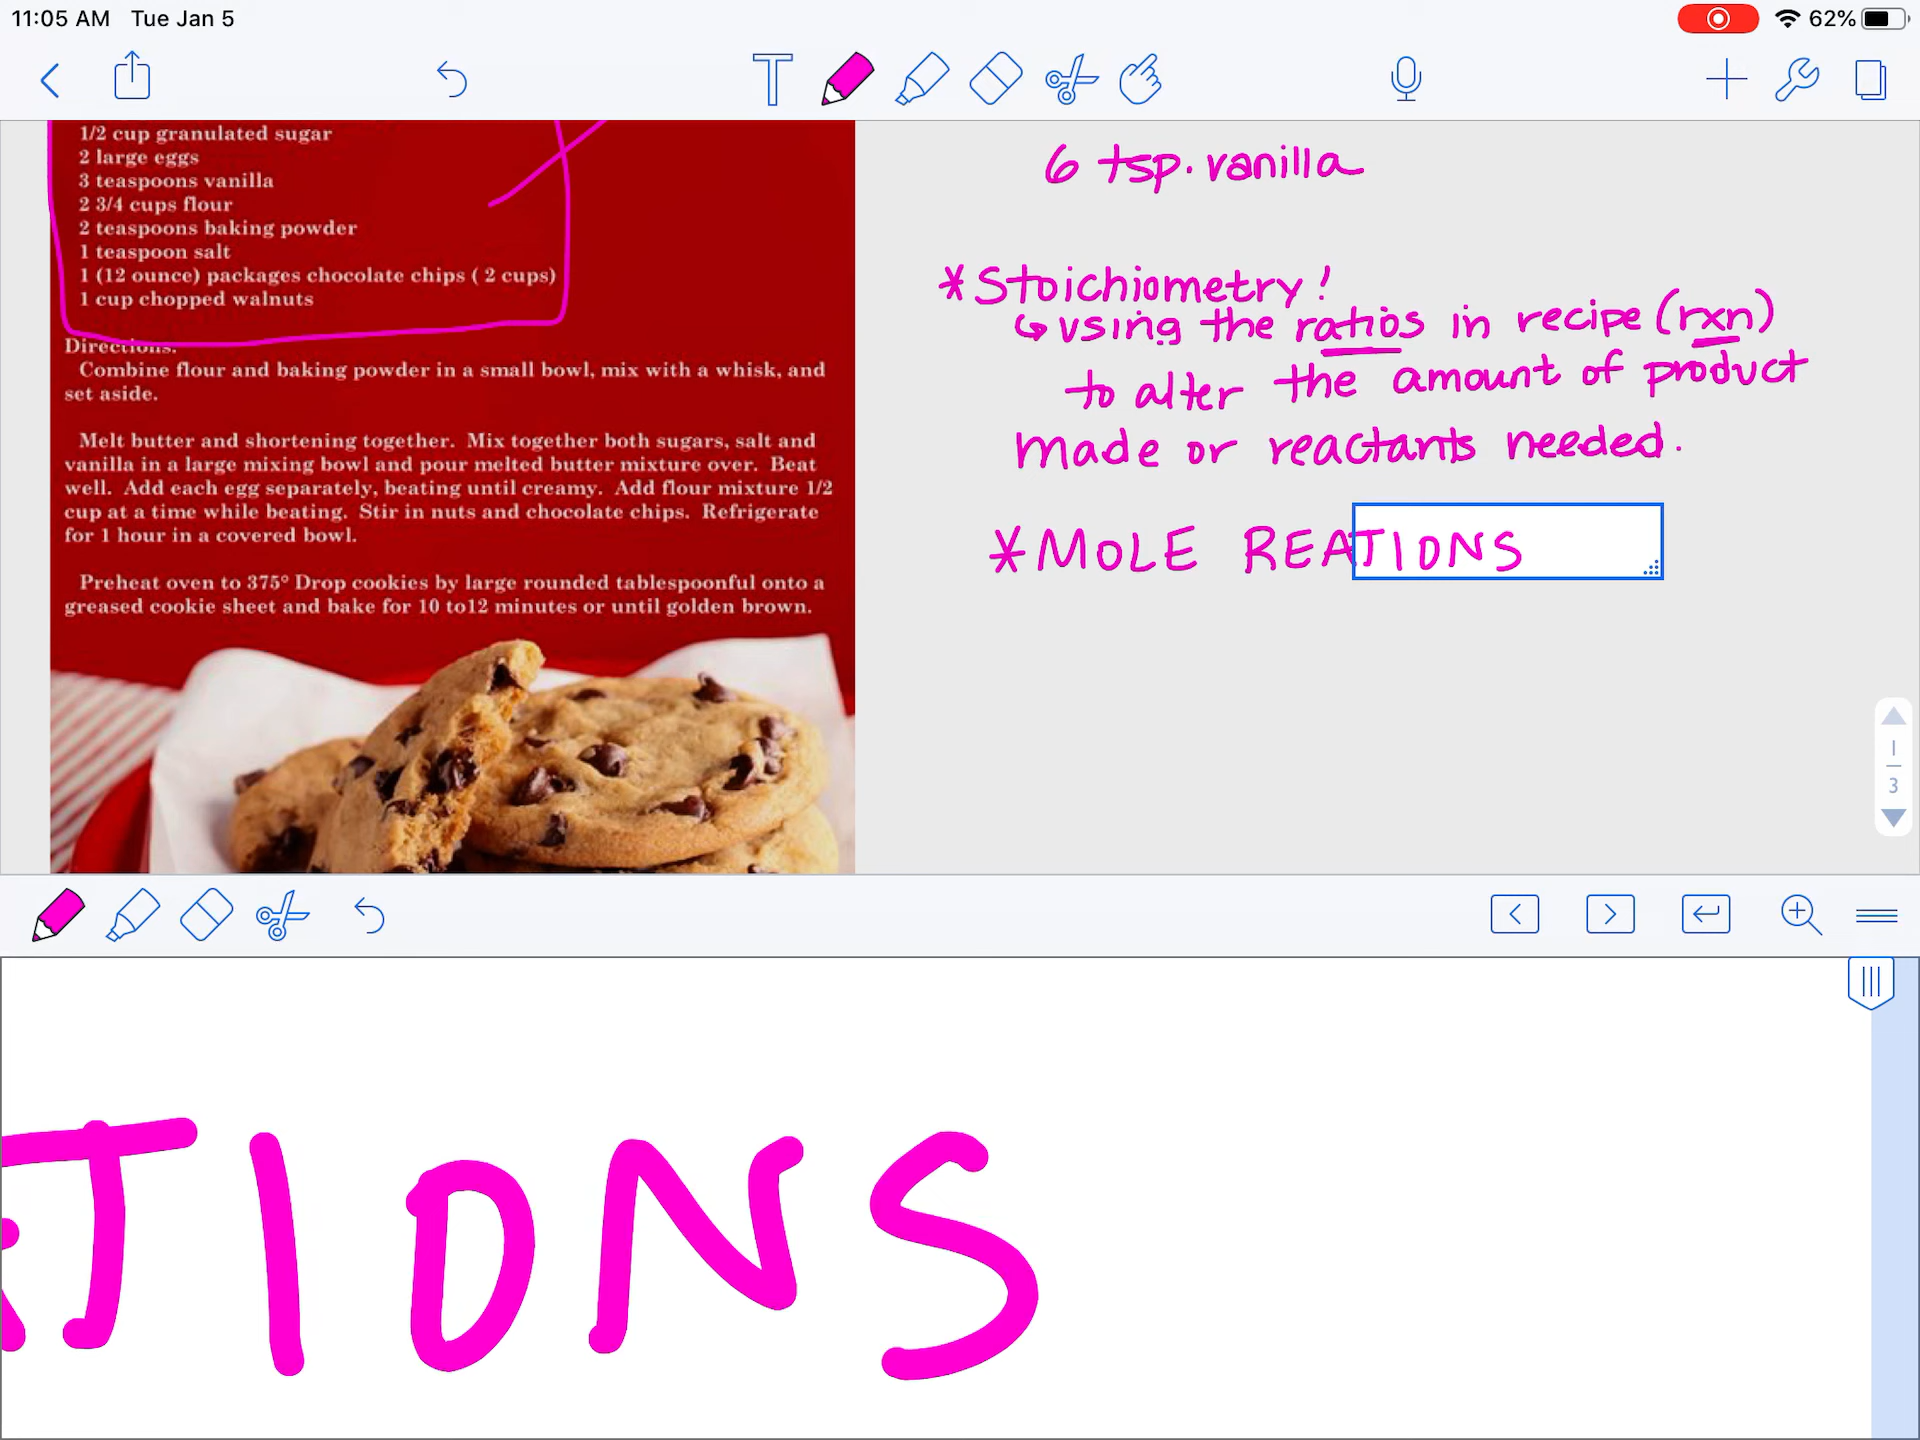 11:05 AM Tue Jan 5
62%
1/2 cup granulated sugar
2 large eggs
3 teaspoons vanilla
2 3/4 cups flour
2 teaspoons baking powder
1 teaspoon salt
1 (12 ounce) packages chocolate chips ( 2 cups)
1 cup chopped walnuts
Directions:
Combine flour and baking powder in a small bowl, mix with a whisk, and
set aside.
Melt butter and shortening together. Mix together both sugars, salt and
vanilla in a large mixing bowl and pour melted butter mixture over. Beat
well. Add each egg separately, beating until creamy. Add flour mixture 1/2
cup at a time while beating. Stir in nuts and chocolate chips. Refrigerate
for 1 hour in a covered bowl.
Preheat oven to 375° Drop cookies by large rounded tablespoonful onto a
greased cookie sheet and bake for 10 to12 minutes or until golden brown.
6 tsp. vanilla
*Stoichiometry!
↳ using the ratios in recipe (rxn)
to alter the amount of product
made or reactants needed.
*MOLE REATIONS
1
3
ATIONS